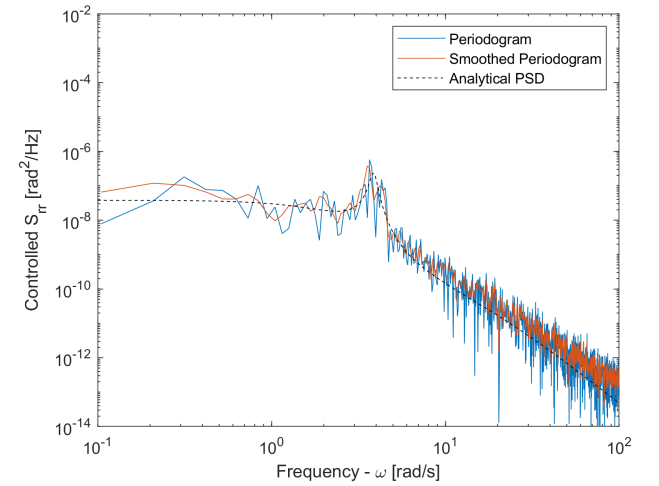 10^-2
Periodogram
Smoothed Periodogram
Analytical PSD
10^-4
10^-6
10^-8
10^-10
10^-12
10^-14
Controlled S_rr [rad^2/Hz]
10^-1
10^0
10^1
10^2
Frequency - ω [rad/s]